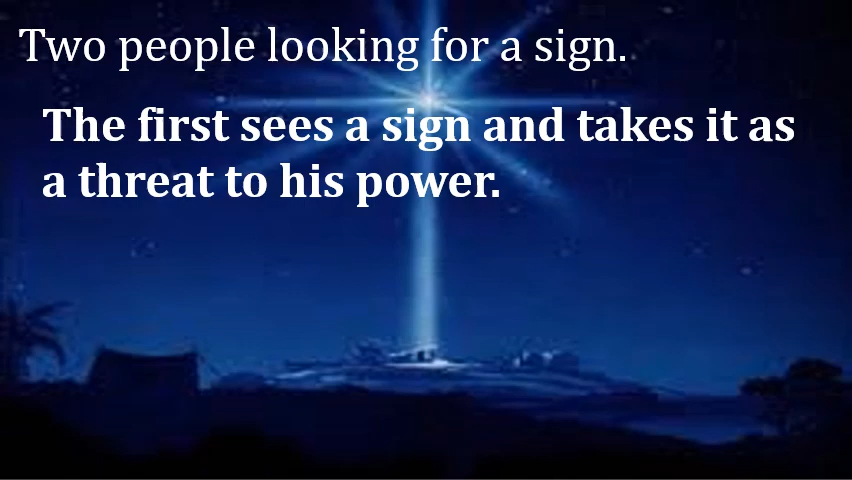 Two people looking for a sign.
The first sees a sign and takes it as
a threat to his power.